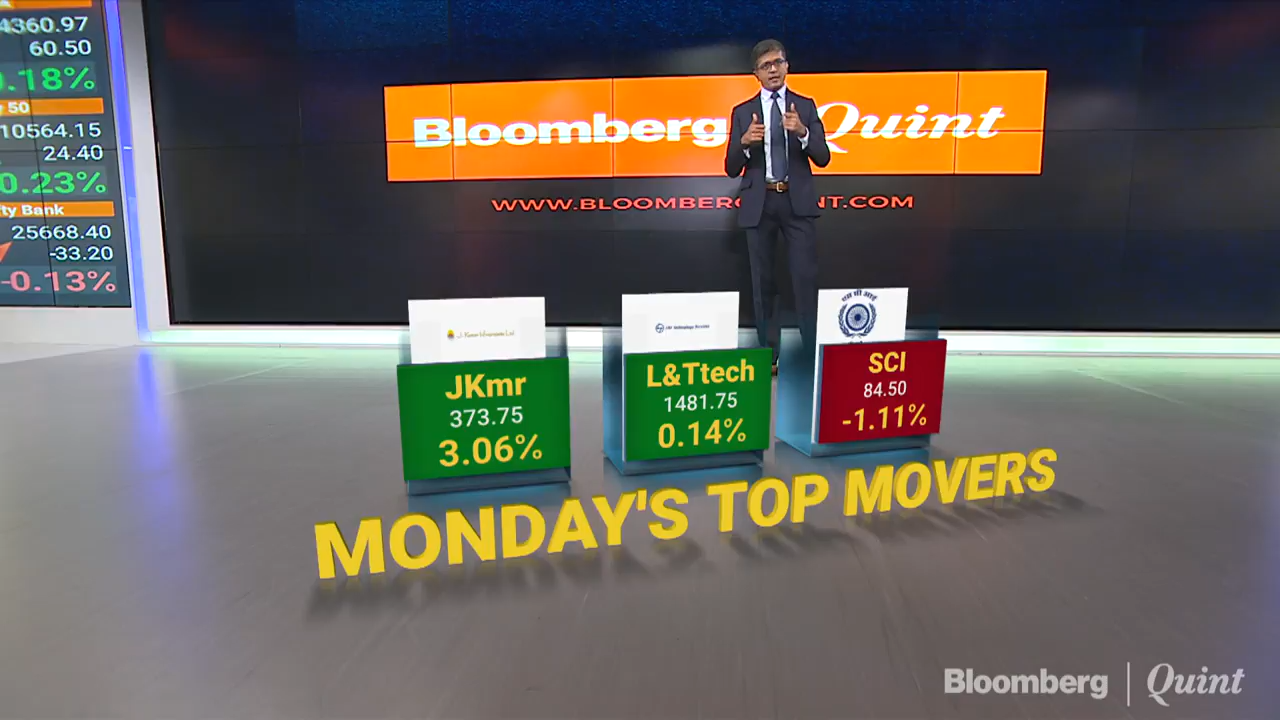 4360.97
60.50
0.18%
50
10564.15
24.40
0.23%
ty Bank
25668.40
-33.20
-0.13%
Bloomberg Quint
WWW.BLOOMBERG NT.COM
JKmr
373.75
3.06%
L&Ttech
1481.75
0.14%
SCI
84.50
-1.11%
MONDAY'S TOP MOVERS
Bloomberg | Quint